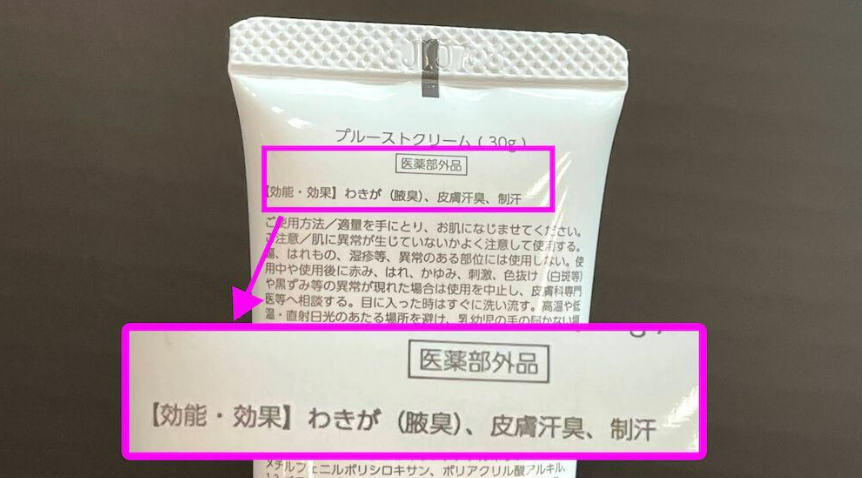 プルーストクリーム(30g)
医薬部外品
【効能・効果】わきが(腋臭)、皮膚汗臭、制汗
ご使用方法/適量を手にとり、お肌になじませてください。
ご注意/肌に異常が生じていないかよく注意して使用する。
傷、はれもの、湿疹等、異常のある部位には使用しない。使
用中や使用後に赤み、はれ、かゆみ、刺激、色抜け(白斑等)
や黒ずみ等の異常が現れた場合は使用を中止し、皮膚科専門
医等へ相談する。目に入った時はすぐに洗い流す。高温や低
温・直射日光のあたる場所を避け、乳幼児の手の届かない場
医薬部外品
【効能・効果】わきが(腋臭)、皮膚汗臭、制汗
メチルフェニルポリシロキサン、ポリアクリル酸アルキル、